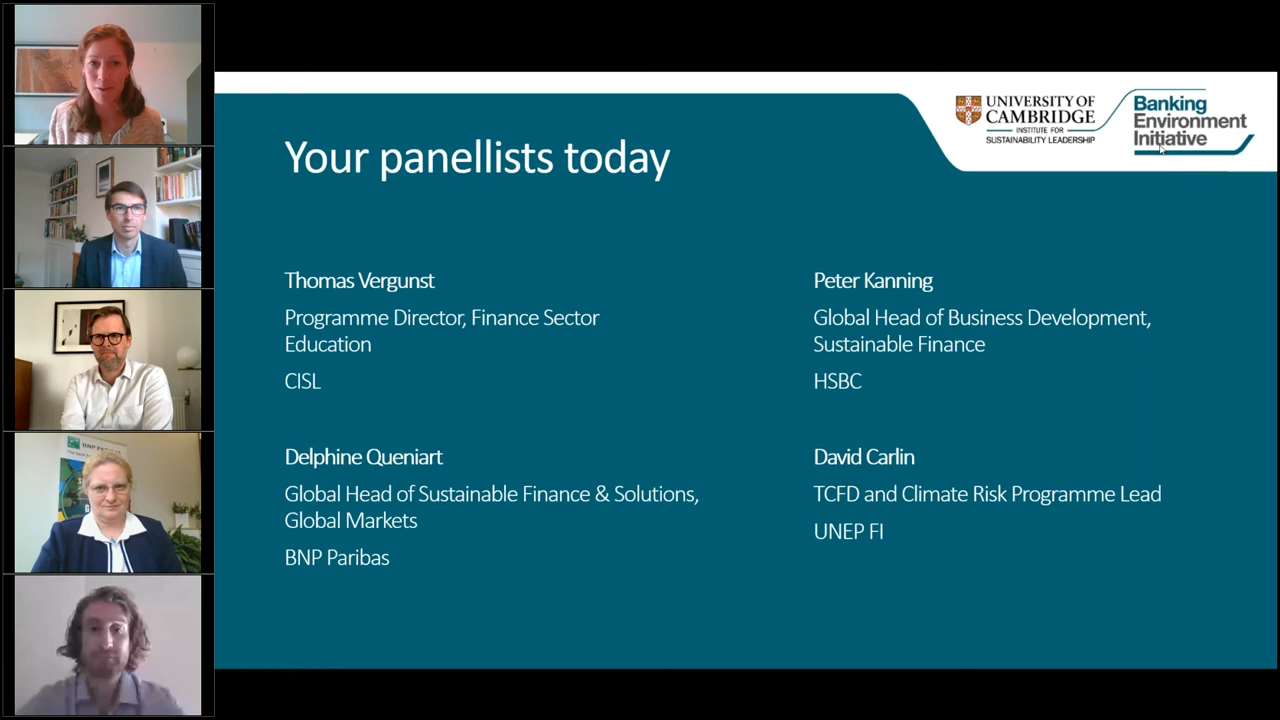 Your panellists today
UNIVERSITY OF
CAMBRIDGE
INSTITUTE FOR
SUSTAINABILITY LEADERSHIP
Banking
Environment
Initiative
Thomas Vergunst
Programme Director, Finance Sector
Education
CISL
Peter Kanning
Global Head of Business Development,
Sustainable Finance
HSBC
Delphine Queniart
Global Head of Sustainable Finance & Solutions,
Global Markets
BNP Paribas
David Carlin
TCFD and Climate Risk Programme Lead
UNEP FI
BNP PARIBAS